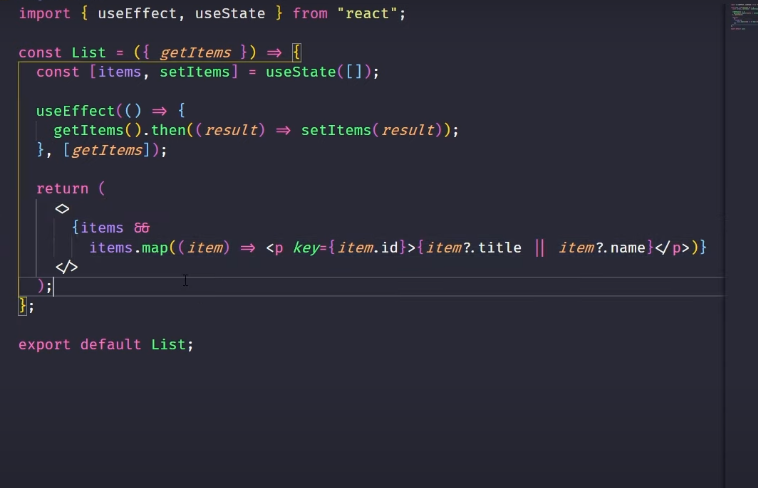 import { useEffect, useState } from "react";
const List = ({ getItems }) => {
const [items, setItems] = useState([]);
useEffect(() => {
getItems().then((result) => setItems(result));
}, [getItems]);
return (
<>
{items &&
items.map((item) => <p key={item.id}>{item?.title || item?.name}</p>)}
</>
);
};
export default List;